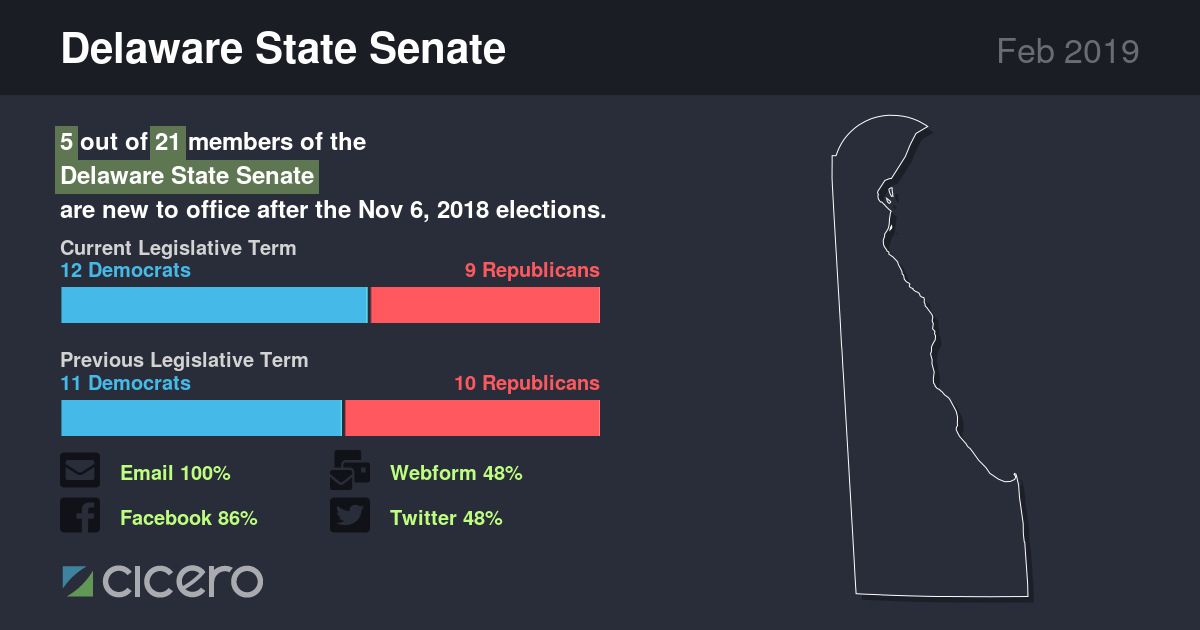 Delaware State Senate
Feb 2019
5 out of 21 members of the
Delaware State Senate
are new to office after the Nov 6, 2018 elections.
Current Legislative Term
12 Democrats
9 Republicans
Previous Legislative Term
11 Democrats
10 Republicans
Email 100%
Webform 48%
Facebook 86%
Twitter 48%
cicero